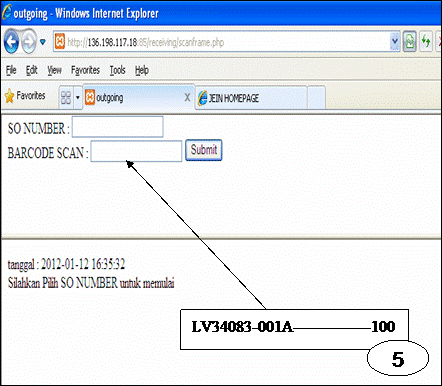 outgoing - Windows Internet Explorer
http://136.198.117.18:85/receiving/scanframe.php
File Edit View Favorites Tools Help
Favorites outgoing X JEIN HOMEPAGE
SO NUMBER :
BARCODE SCAN : Submit
tanggal : 2012-01-12 16:35:32
Silahkan Pilih SO NUMBER untuk memulai
LV34083-001A——————100
5